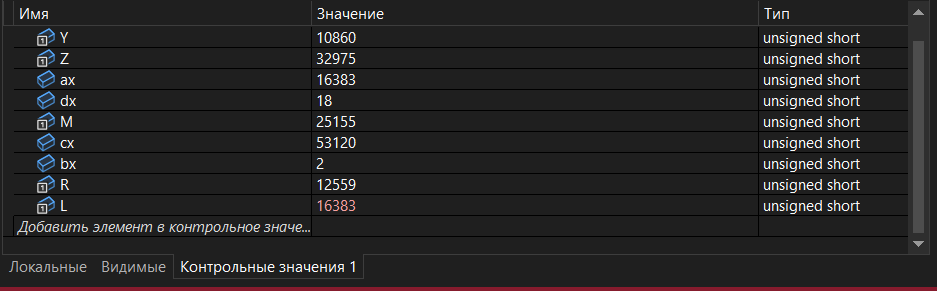 Имя Значение Тип
Y 10860 unsigned short
Z 32975 unsigned short
ax 16383 unsigned short
dx 18 unsigned short
M 25155 unsigned short
cx 53120 unsigned short
bx 2 unsigned short
R 12559 unsigned short
L 16383 unsigned short
Добавить элемент в контрольное значе...
Локальные Видимые Контрольные значения 1